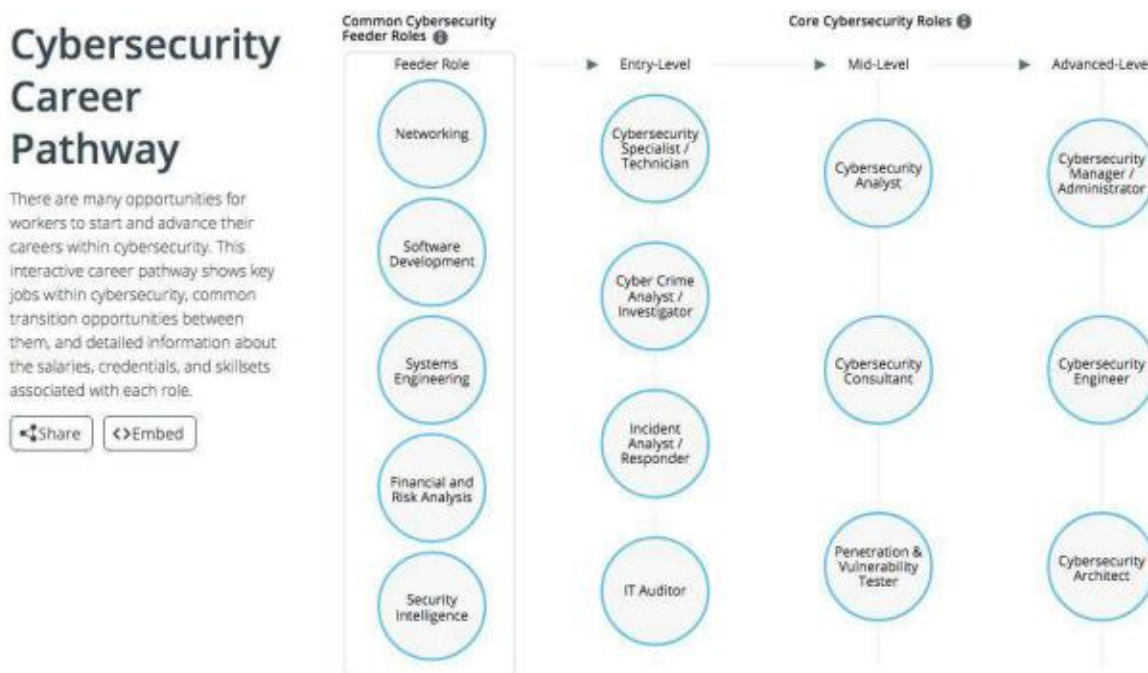 Cybersecurity
Career
Pathway
There are many opportunities for
workers to start and advance their
careers within cybersecurity. This
interactive career pathway shows key
jobs within cybersecurity, common
transition opportunities between
them, and detailed information about
the salaries, credentials, and skillsets
associated with each role.
Share
<>Embed
Common Cybersecurity
Feeder Roles
Feeder Role
Networking
Software
Development
Systems
Engineering
Financial and
Risk Analysis
Security
Intelligence
Core Cybersecurity Roles
Entry-Level
Cybersecurity
Specialist /
Technician
Cyber Crime
Analyst /
Investigator
Incident
Analyst /
Responder
IT Auditor
Mid-Level
Cybersecurity
Analyst
Cybersecurity
Consultant
Penetration &
Vulnerability
Tester
Advanced-Leve
Cybersecurity
Manager /
Administrator
Cybersecurity
Engineer
Cybersecurity
Architect